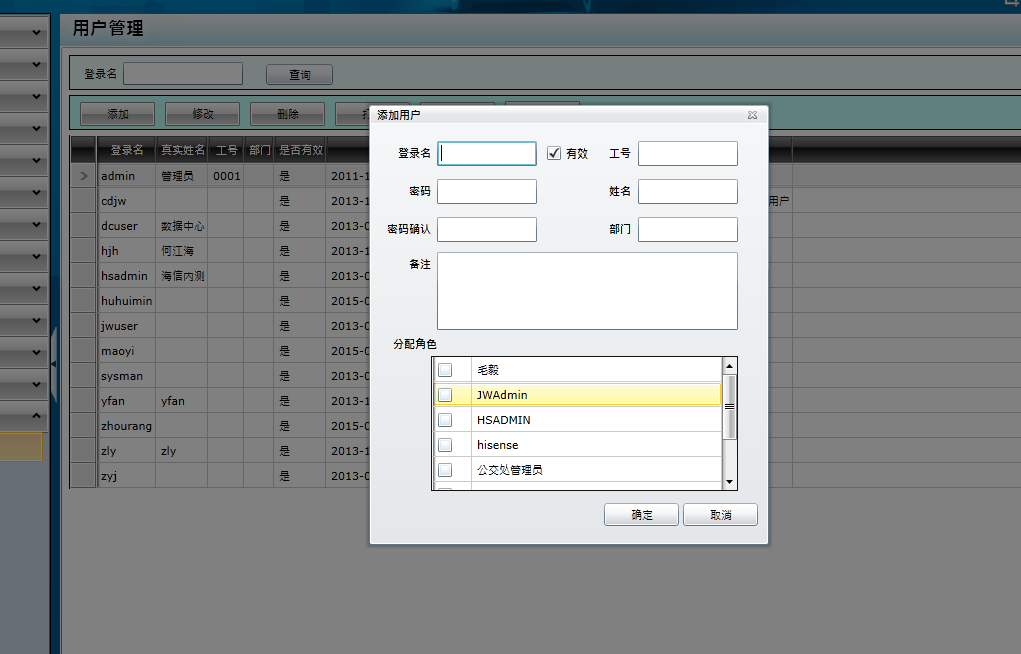 用户管理
登录名 查询
添加 修改 删除
登录名 真实姓名 工号 部门 是否有效
admin 管理员 0001 是 2011-1
cdjw 是 2013-1 用户
dcuser 数据中心 是 2013-0
hjh 何江海 是 2013-1
hsadmin 海信内测 是 2013-0
huhuimin 是 2015-0
jwuser 是 2013-1
maoyi 是 2015-0
sysman 是 2013-0
yfan yfan 是 2013-1
zhourang 是 2015-0
zly zly 是 2013-1
zyj 是 2013-0
添加用户
登录名 有效 工号
密码 姓名
密码确认 部门
备注
分配角色
毛毅
JWAdmin
HSADMIN
hisense
公交处管理员
确定 取消